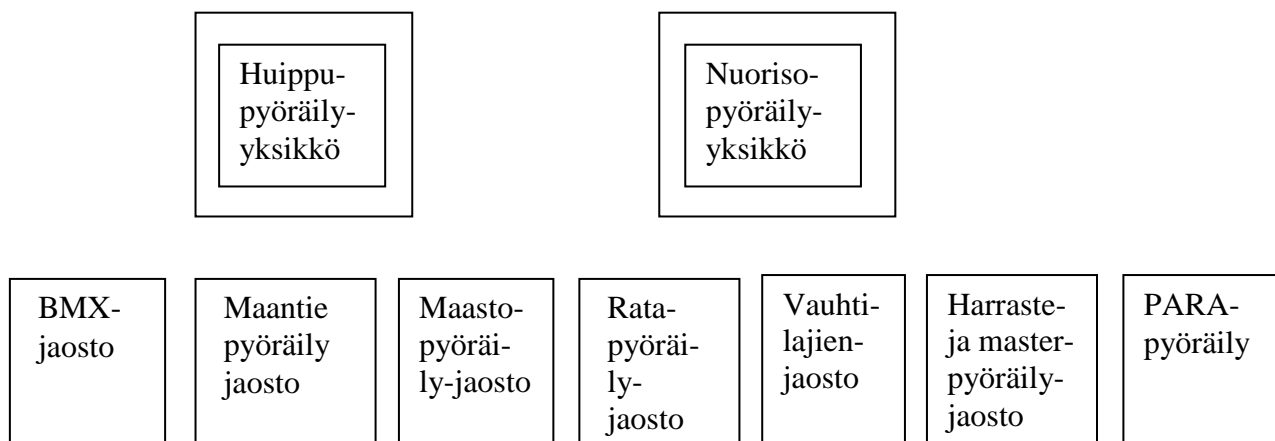 Huippu-
pyöräily-
yksikkö
Nuoriso-
pyöräily-
yksikkö
BMX-
jaosto
Maantie
pyöräily
jaosto
Maasto-
pyöräi-
ly-jaosto
Rata-
pyöräi-
ly-
jaosto
Vauhti-
lajien-
jaosto
Harraste-
ja master-
pyöräily-
jaosto
PARA-
pyöräily